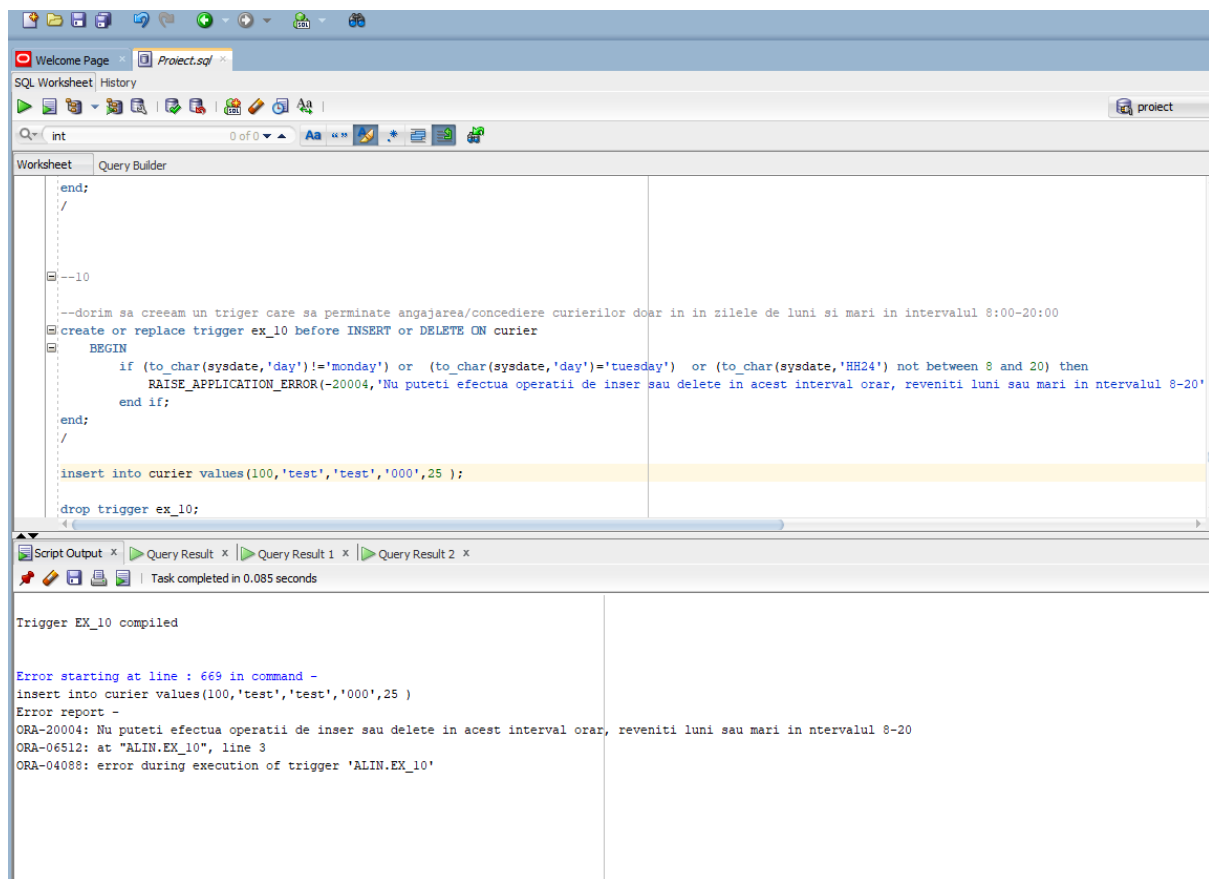 SQL
Welcome Page × Proiect.sql ×
SQL Worksheet History
proiect
int 0 of 0 Aa “”
Worksheet Query Builder
end;
/
--10
--dorim sa creeam un triger care sa perminate angajarea/concediere curierilor doar in in zilele de luni si mari in intervalul 8:00-20:00
create or replace trigger ex_10 before INSERT or DELETE ON curier
BEGIN
if (to_char(sysdate,'day')!='monday') or (to_char(sysdate,'day')='tuesday') or (to_char(sysdate,'HH24') not between 8 and 20) then
RAISE_APPLICATION_ERROR(-20004,'Nu puteti efectua operatii de inser sau delete in acest interval orar, reveniti luni sau mari in ntervalul 8-20'
end if;
end;
/
insert into curier values(100,'test','test','000',25 );
drop trigger ex_10;
Script Output x Query Result x Query Result 1 x Query Result 2 x
Task completed in 0.085 seconds
Trigger EX_10 compiled
Error starting at line : 669 in command -
insert into curier values(100,'test','test','000',25 )
Error report -
ORA-20004: Nu puteti efectua operatii de inser sau delete in acest interval orar, reveniti luni sau mari in ntervalul 8-20
ORA-06512: at "ALIN.EX_10", line 3
ORA-04088: error during execution of trigger 'ALIN.EX_10'